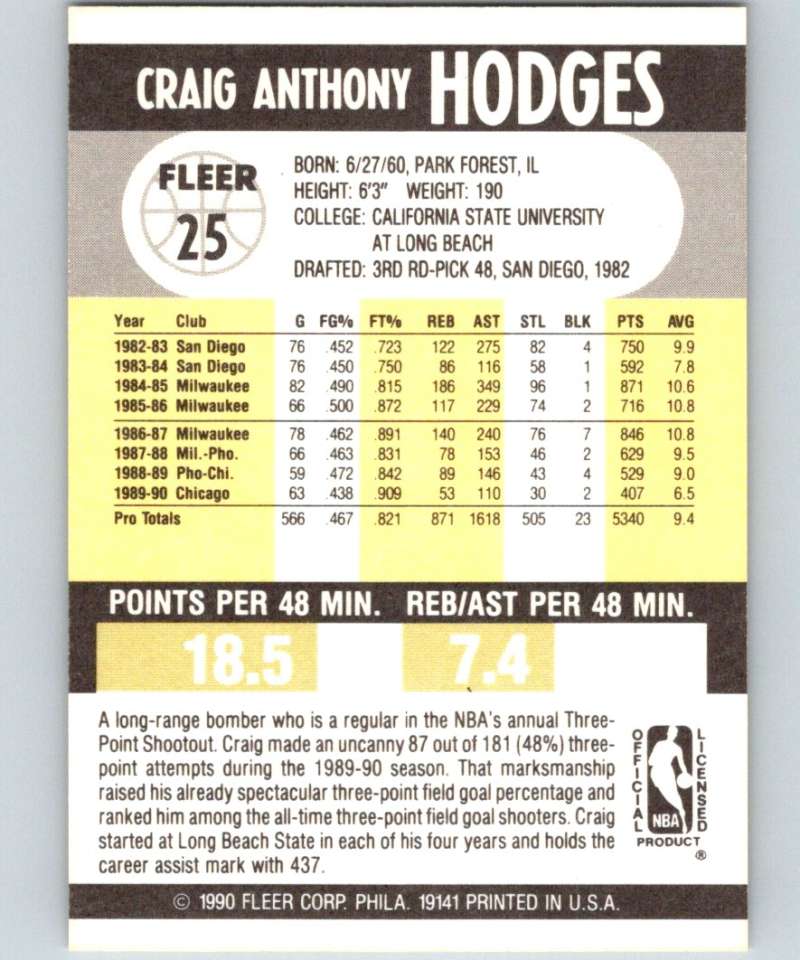 CRAIG ANTHONY HODGES
FLEER
25
BORN: 6/27/60, PARK FOREST, IL
HEIGHT: 6'3" WEIGHT: 190
COLLEGE: CALIFORNIA STATE UNIVERSITY
AT LONG BEACH
DRAFTED: 3RD RD-PICK 48, SAN DIEGO, 1982
Year Club G FG% FT% REB AST STL BLK PTS AVG
1982-83 San Diego 76 .452 .723 122 275 82 4 750 9.9
1983-84 San Diego 76 .450 .750 86 116 58 1 592 7.8
1984-85 Milwaukee 82 .490 .815 186 349 96 1 871 10.6
1985-86 Milwaukee 66 .500 .872 117 229 74 2 716 10.8
1986-87 Milwaukee 78 .462 .891 140 240 76 7 846 10.8
1987-88 Mil.-Pho. 66 .463 .831 78 153 46 2 629 9.5
1988-89 Pho-Chi. 59 .472 .842 89 146 43 4 529 9.0
1989-90 Chicago 63 .438 .909 53 110 30 2 407 6.5
Pro Totals 566 .467 .821 871 1618 505 23 5340 9.4
POINTS PER 48 MIN. REB/AST PER 48 MIN.
18.5 7.4
A long-range bomber who is a regular in the NBA's annual Three-
Point Shootout. Craig made an uncanny 87 out of 181 (48%) three-
point attempts during the 1989-90 season. That marksmanship
raised his already spectacular three-point field goal percentage and
ranked him among the all-time three-point field goal shooters. Craig
started at Long Beach State in each of his four years and holds the
career assist mark with 437.
OFFICIAL
NBA
LICENSED
PRODUCT
®
© 1990 FLEER CORP. PHILA. 19141 PRINTED IN U.S.A.